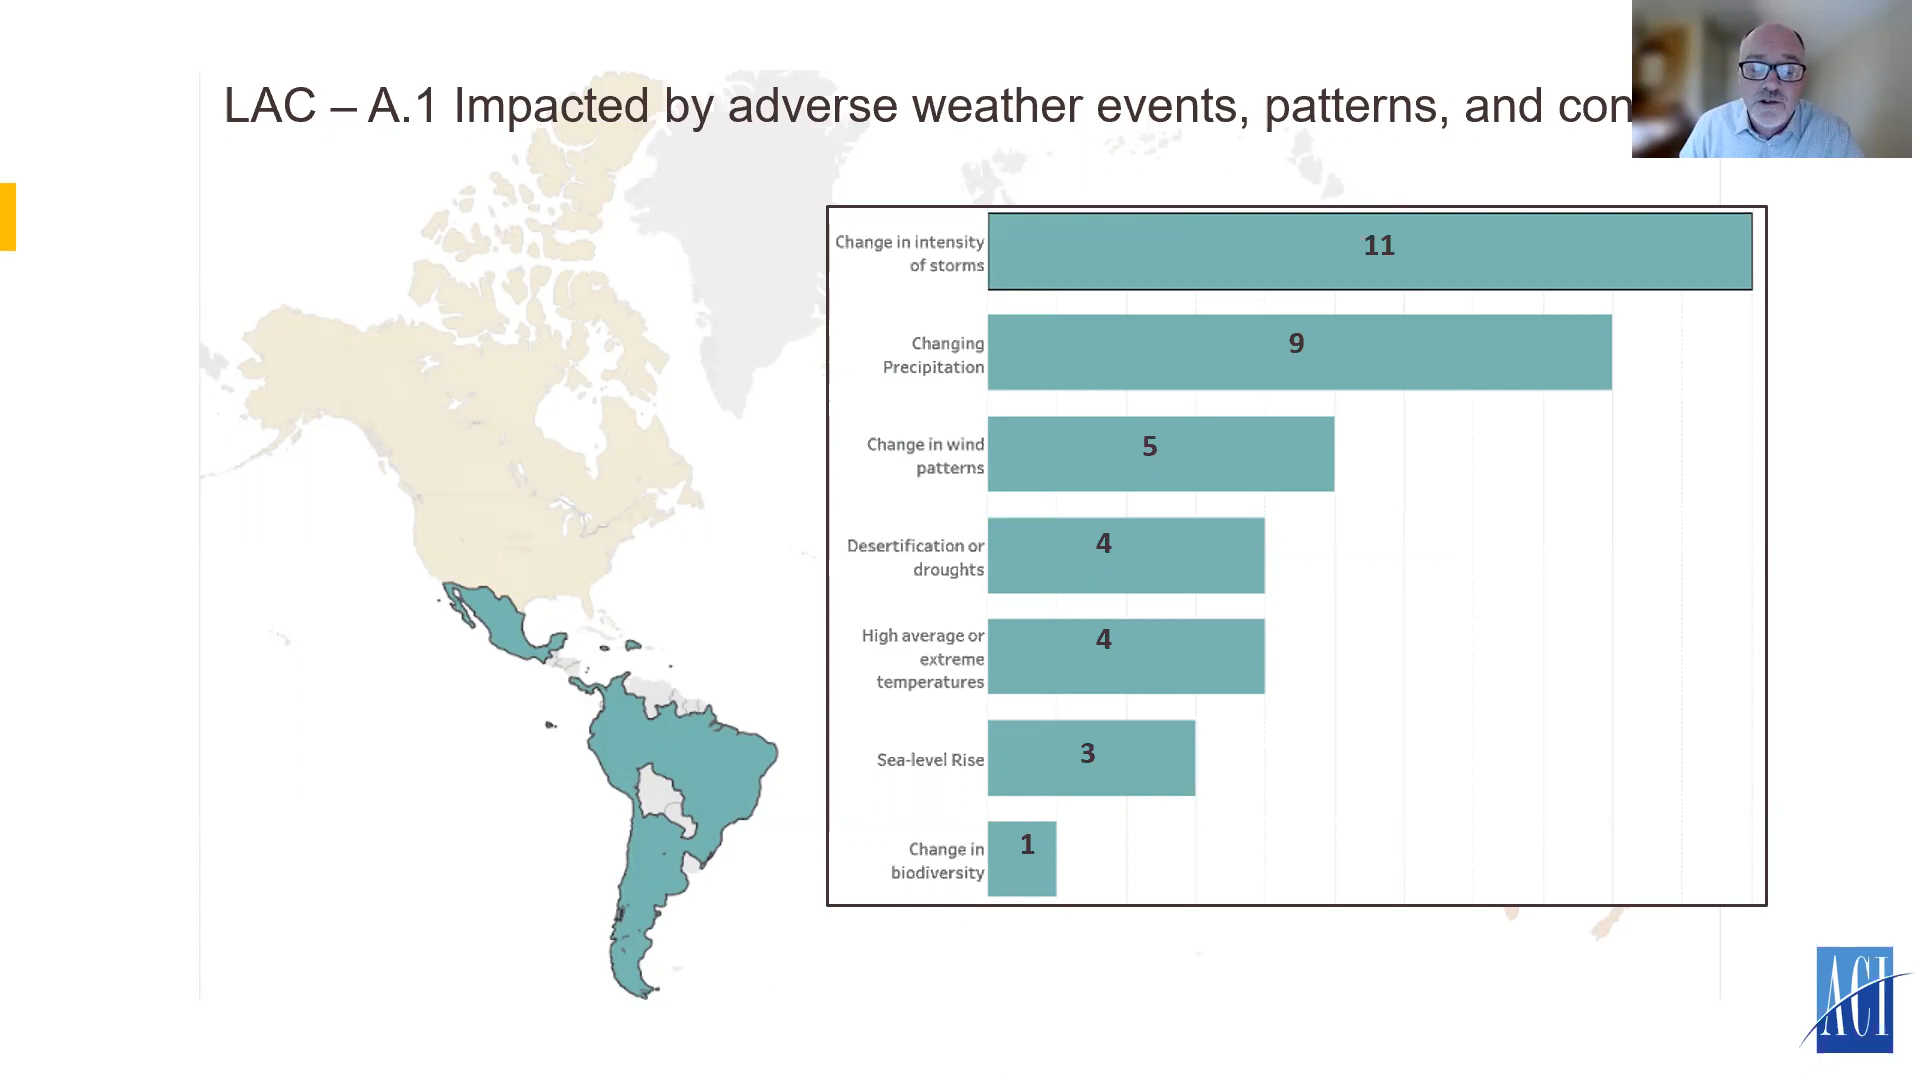 LAC – A.1 Impacted by adverse weather events, patterns, and con
Change in intensity
of storms
11
Changing
Precipitation
9
Change in wind
patterns
5
Desertification or
droughts
4
High average or
extreme
temperatures
4
Sea-level Rise
3
Change in
biodiversity
1
ACI